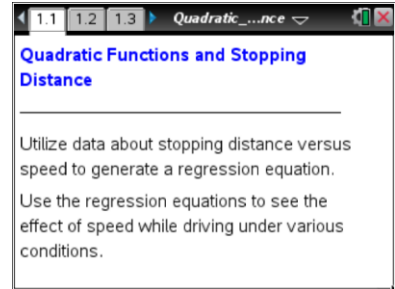 1.1 1.2 1.3 Quadratic_...nce
Quadratic Functions and Stopping
Distance
Utilize data about stopping distance versus
speed to generate a regression equation.
Use the regression equations to see the
effect of speed while driving under various
conditions.